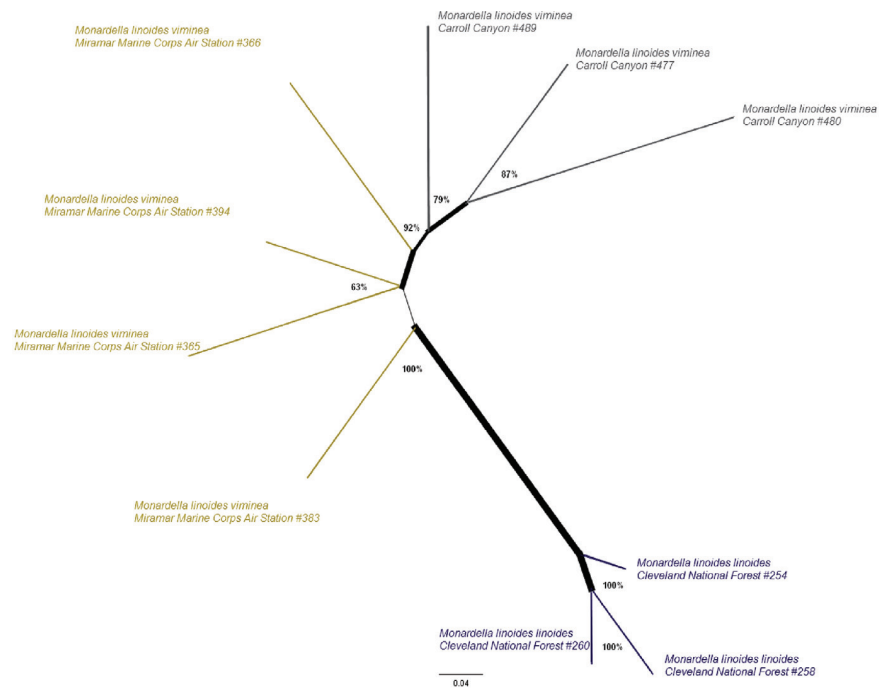 Monardella linoides viminea
Miramar Marine Corps Air Station #366
Monardella linoides viminea
Carroll Canyon #489
Monardella linoides viminea
Carroll Canyon #477
Monardella linoides viminea
Carroll Canyon #480
87%
79%
92%
Monardella linoides viminea
Miramar Marine Corps Air Station #394
63%
Monardella linoides viminea
Miramar Marine Corps Air Station #365
100%
Monardella linoides viminea
Miramar Marine Corps Air Station #383
Monardella linoides linoides
Cleveland National Forest #254
100%
Monardella linoides linoides
Cleveland National Forest #260
100%
Monardella linoides linoides
Cleveland National Forest #258
0.04